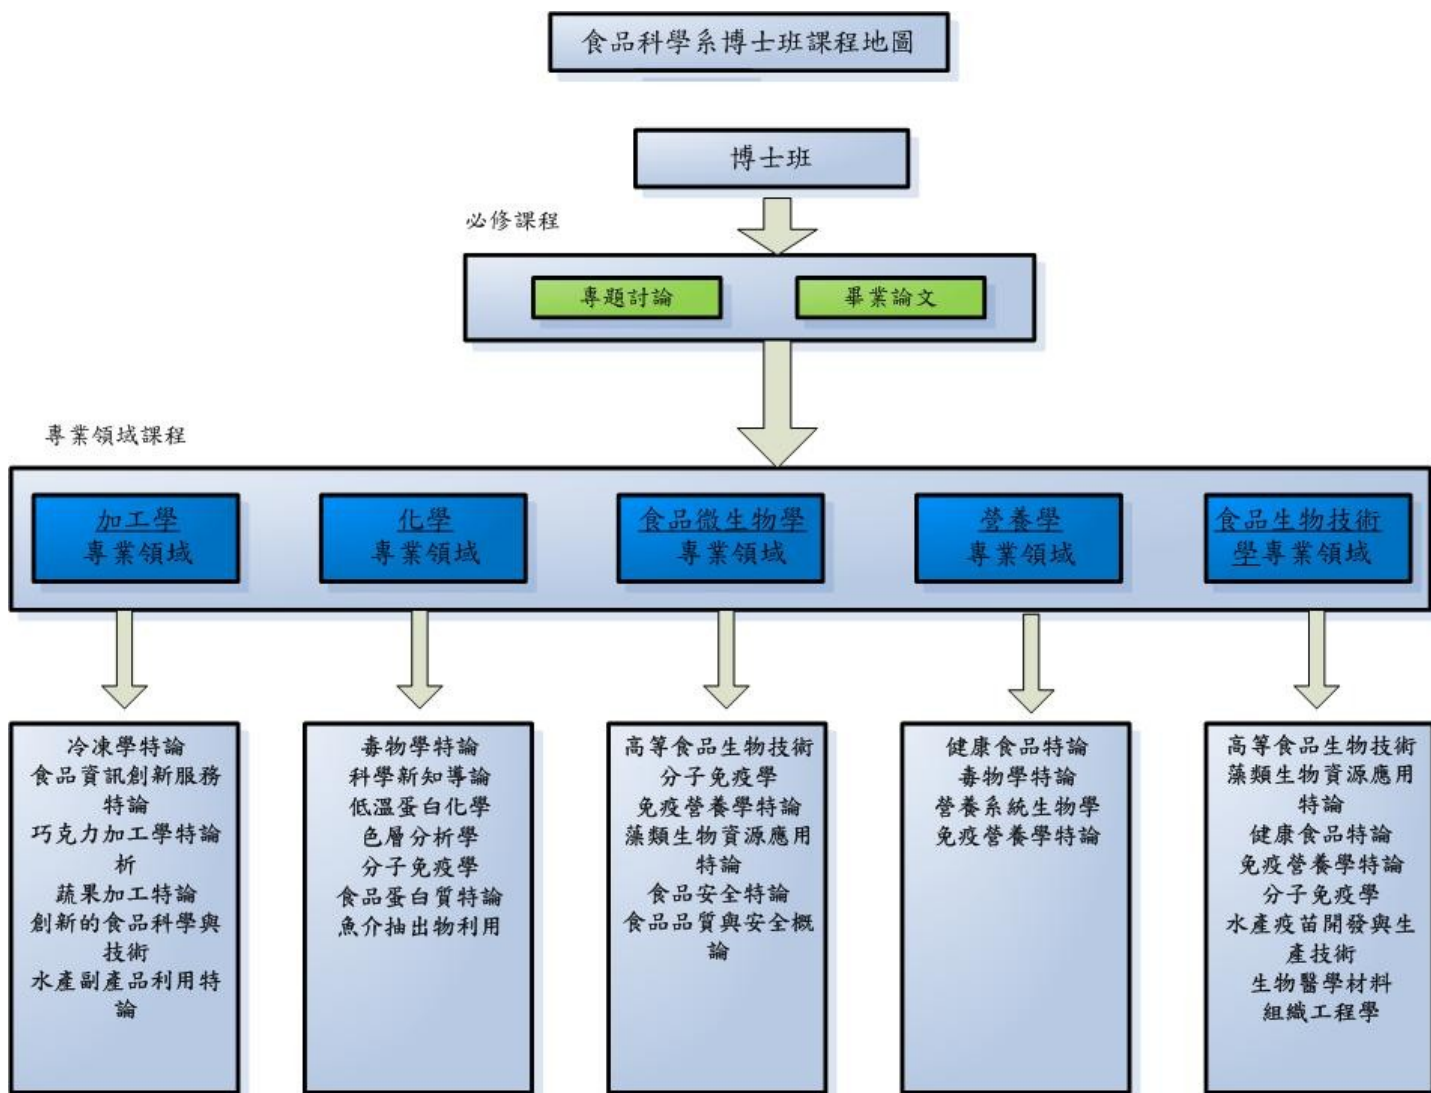 食品科學系博士班課程地圖
博士班
必修課程
專題討論
畢業論文
專業領域課程
加工學
專業領域
化學
專業領域
食品微生物學
專業領域
營養學
專業領域
食品生物技術
學專業領域
冷凍學特論
食品資訊創新服務
特論
巧克力加工學特論
析
蔬果加工特論
創新的食品科學與
技術
水產副產品利用特
論
毒物學特論
科學新知導論
低溫蛋白化學
色層分析學
分子免疫學
食品蛋白質特論
魚介抽出物利用
高等食品生物技術
分子免疫學
免疫營養學特論
藻類生物資源應用
特論
食品安全特論
食品品質與安全概
論
健康食品特論
毒物學特論
營養系統生物學
免疫營養學特論
高等食品生物技術
藻類生物資源應用
特論
健康食品特論
免疫營養學特論
分子免疫學
水產疫苗開發與生
產技術
生物醫學材料
組織工程學